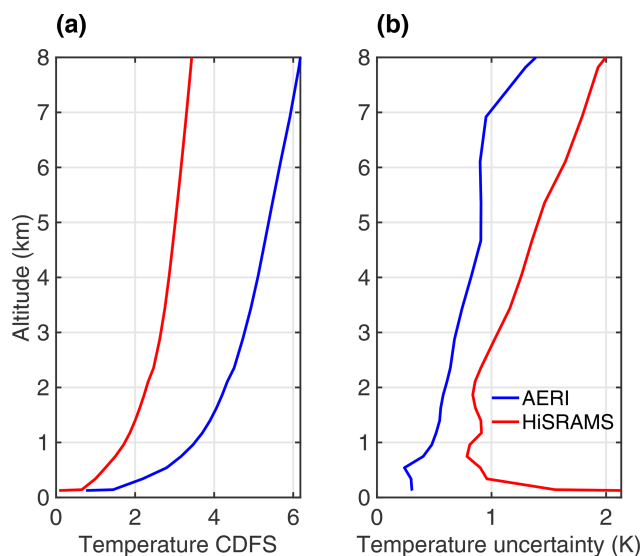 (a)
(b)
8
7
6
5
4
3
2
1
0
Altitude (km)
0 2 4 6
Temperature CDFS
8
7
6
5
4
3
2
1
0
AERI
HiSRAMS
0 1 2
Temperature uncertainty (K)